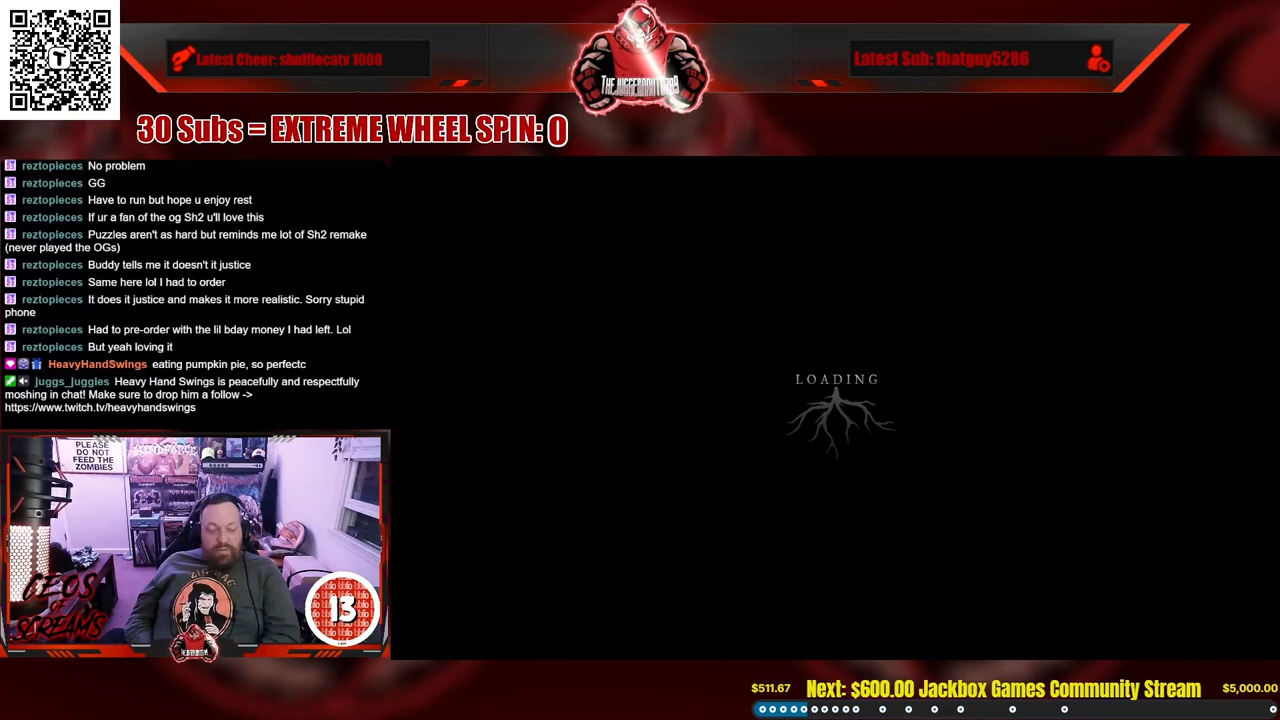 Latest Cheer: shufflecatv 1000
THEJUGGERNAUT0219
Latest Sub: thatguy5286
30 Subs = EXTREME WHEEL SPIN: 0
reztopieces No problem
reztopieces GG
reztopieces Have to run but hope u enjoy rest
reztopieces If ur a fan of the og Sh2 u'll love this
reztopieces Puzzles aren't as hard but reminds me lot of Sh2 remake
(never played the OGs)
reztopieces Buddy tells me it doesn't it justice
reztopieces Same here lol I had to order
reztopieces It does it justice and makes it more realistic. Sorry stupid
phone
reztopieces Had to pre-order with the lil bday money I had left. Lol
reztopieces But yeah loving it
HeavyHandSwings eating pumpkin pie, so perfectc
juggs_juggles Heavy Hand Swings is peacefully and respectfully
moshing in chat! Make sure to drop him a follow ->
https://www.twitch.tv/heavyhandswings
LOADING
PLEASE
DO NOT
FEED THE
ZOMBIES
MINDFORCE
ZIG ZAG
CEOS
OF
SCREAMS
13
$511.67
Next: $600.00 Jackbox Games Community Stream
$5,000.00